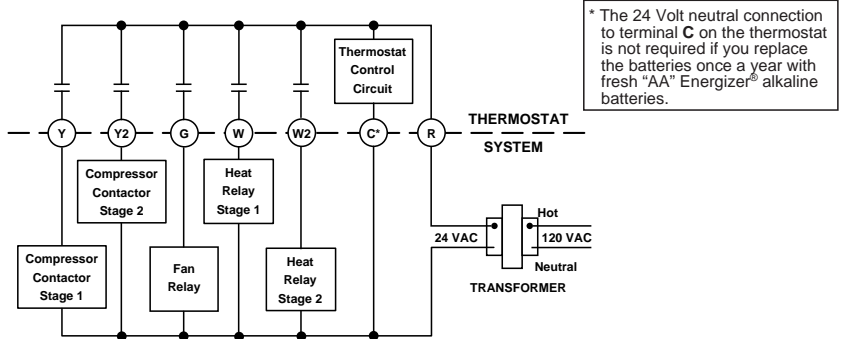 * The 24 Volt neutral connection
to terminal C on the thermostat
is not required if you replace
the batteries once a year with
fresh “AA” Energizer® alkaline
batteries.
Thermostat
Control
Circuit
THERMOSTAT
Y
Y2
G
W
W2
C*
R
SYSTEM
Compressor
Contactor
Stage 2
Heat
Relay
Stage 1
Hot
24 VAC
120 VAC
Compressor
Contactor
Stage 1
Fan
Relay
Heat
Relay
Stage 2
Neutral
TRANSFORMER